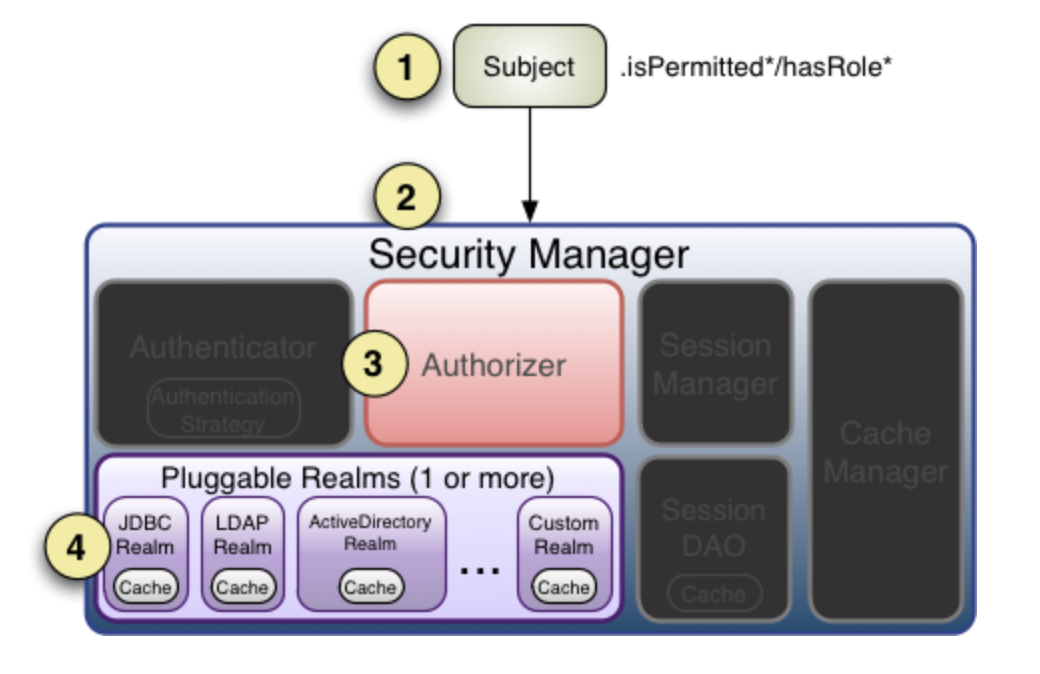 1
Subject
.isPermitted*/hasRole*
2
Security Manager
Authenticator
Authentication
Strategy
3
Authorizer
Session
Manager
Cache
Manager
Pluggable Realms (1 or more)
4
JDBC
Realm
Cache
LDAP
Realm
Cache
ActiveDirectory
Realm
Cache
...
Custom
Realm
Cache
Session
DAO
Cache